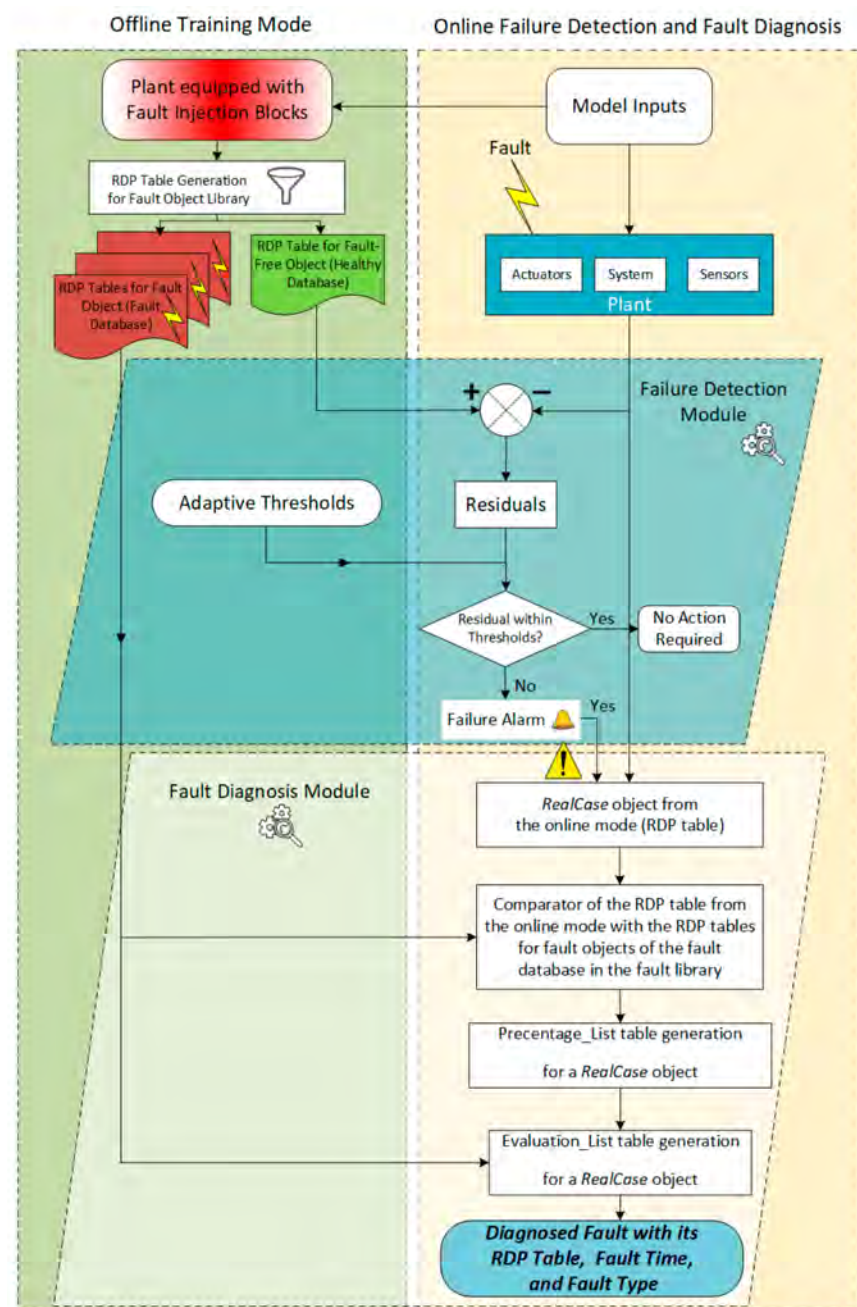 Offline Training Mode
Online Failure Detection and Fault Diagnosis
Plant equipped with
Fault Injection Blocks
Model Inputs
Fault
RDP Table Generation
for Fault Object Library
RDP Tables for Fault
Object (Fault
Database)
RDP Table for Fault-
Free Object (Healthy
Database)
Actuators
System
Sensors
Plant
+
−
Failure Detection
Module
Adaptive Thresholds
Residuals
Residual within
Thresholds?
Yes
No Action
Required
No
Failure Alarm
Yes
!
Fault Diagnosis Module
RealCase object from
the online mode (RDP table)
Comparator of the RDP table from
the online mode with the RDP tables
for fault objects of the fault
database in the fault library
Precentage_List table generation
for a RealCase object
Evaluation_List table generation
for a RealCase object
Diagnosed Fault with its
RDP Table, Fault Time,
and Fault Type